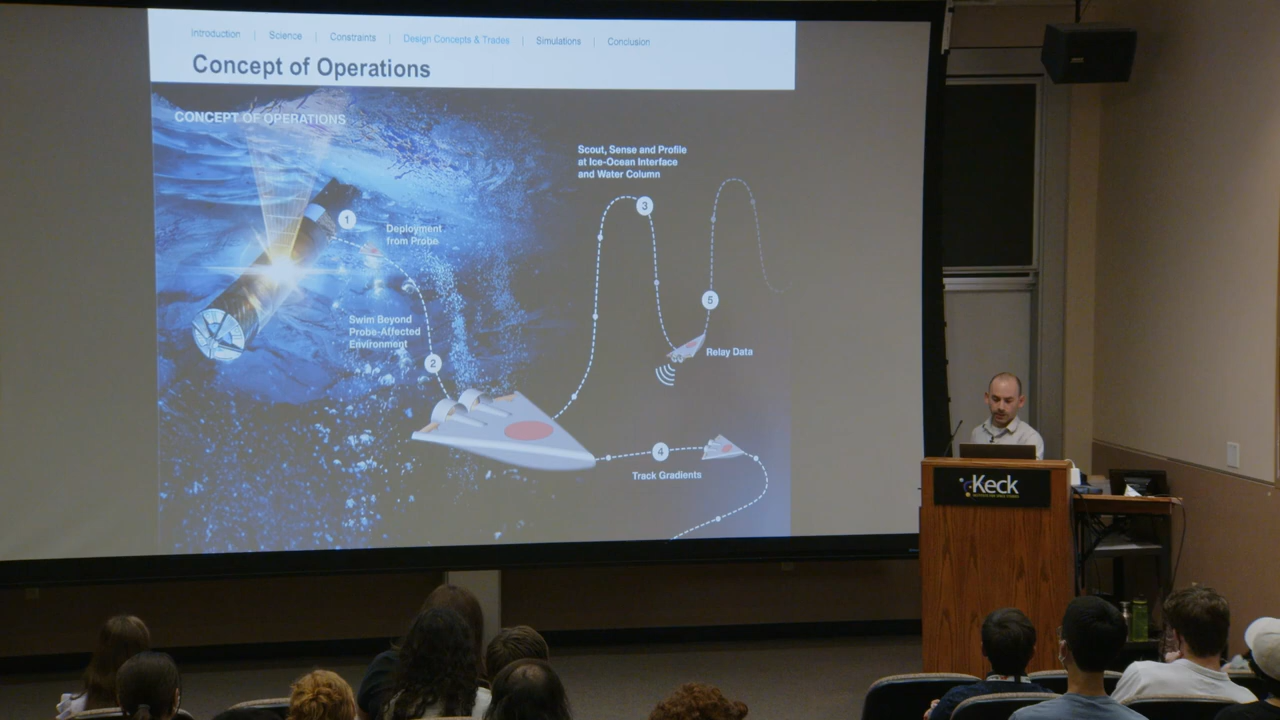 Introduction | Science | Constraints | Design Concepts & Trades | Simulations | Conclusion
Concept of Operations
CONCEPT OF OPERATIONS
Scout, Sense and Profile
at Ice-Ocean Interface
and Water Column
3
1
Deployment
from Probe
5
Swim Beyond
Probe-Affected
Environment
2
Relay Data
4
Track Gradients
Keck